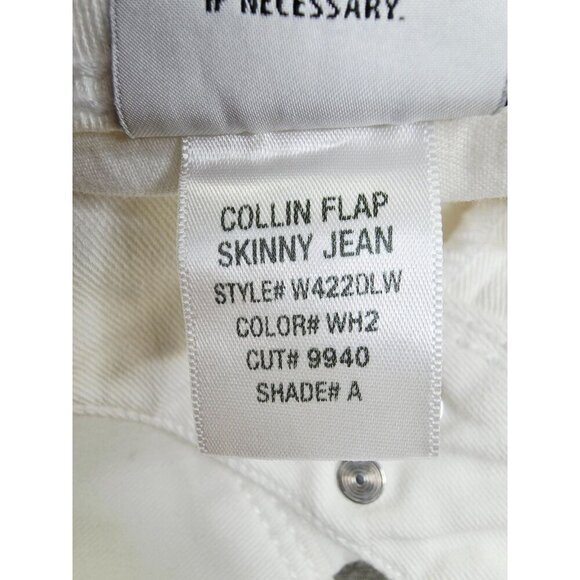 IF NECESSARY.
COLLIN FLAP
SKINNY JEAN
STYLE# W422DLW
COLOR# WH2
CUT# 9940
SHADE# A